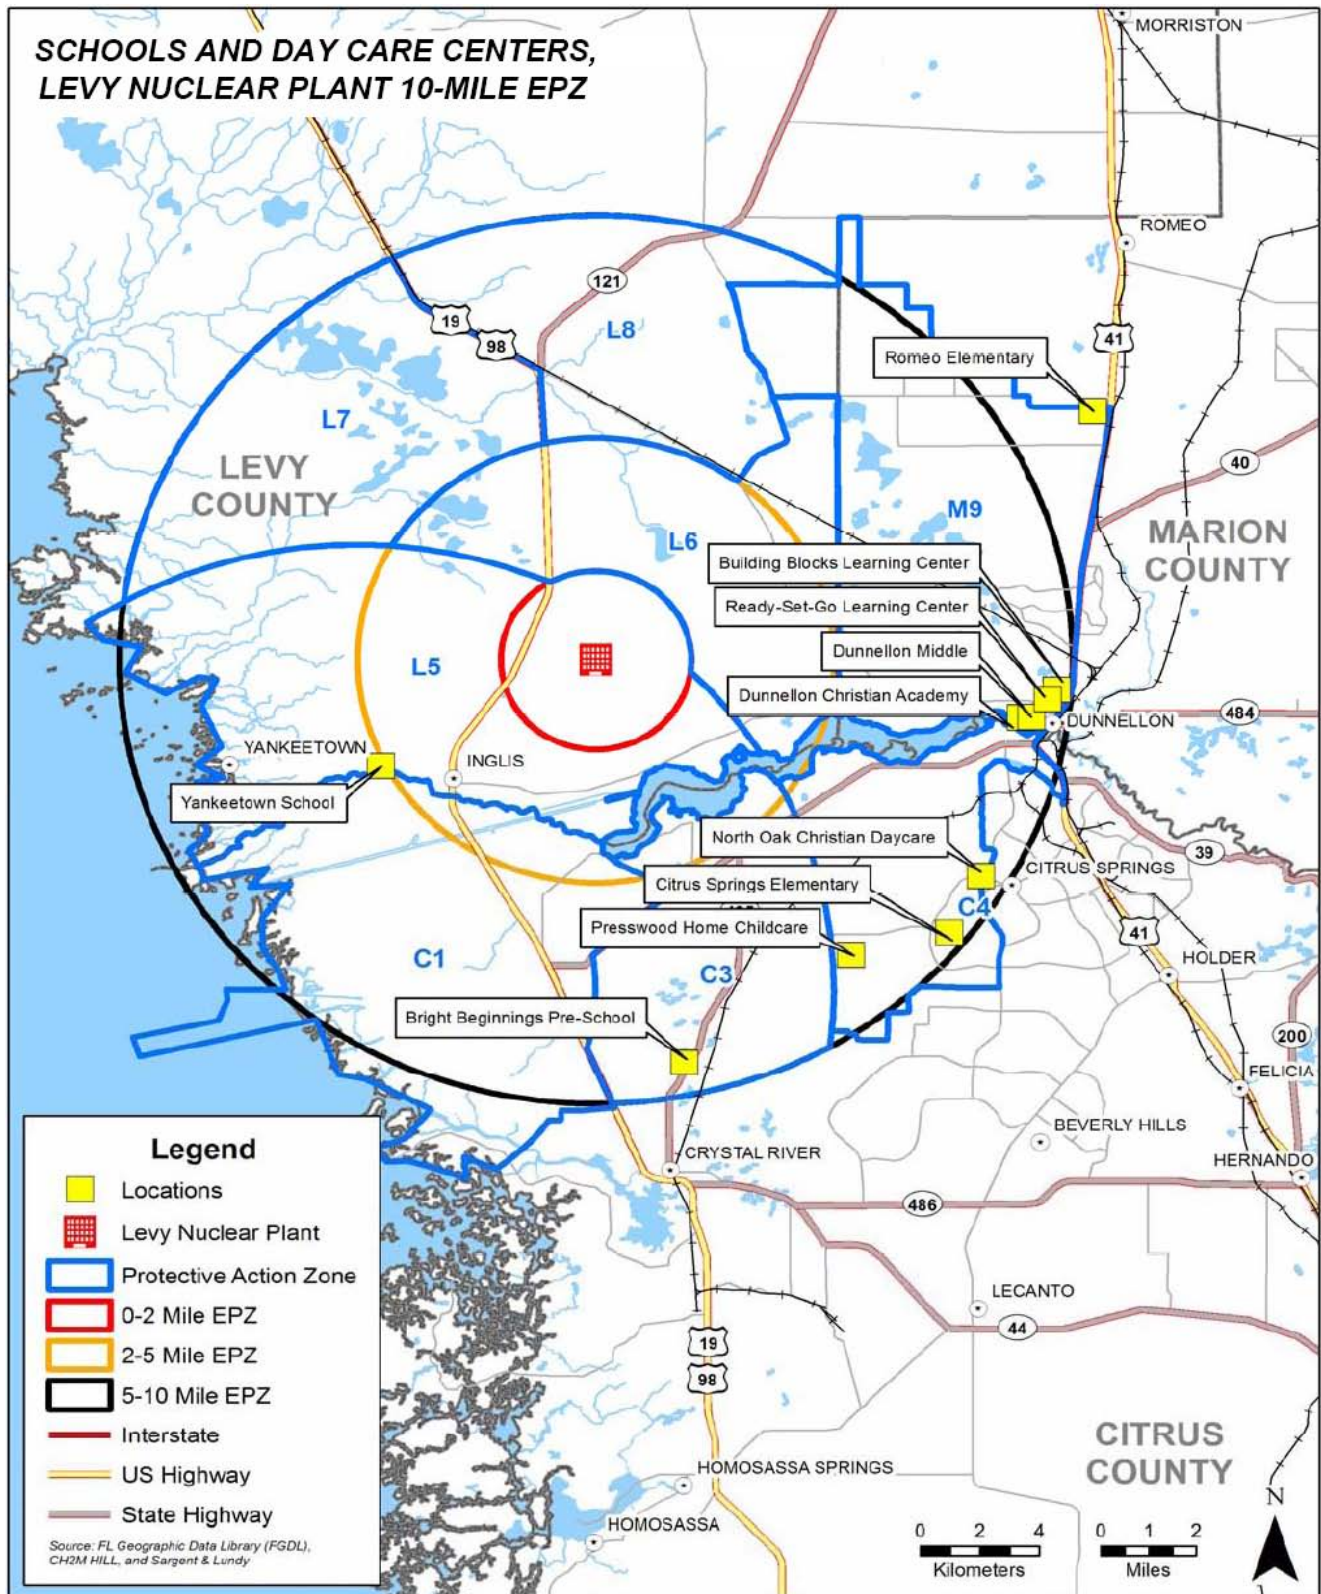 SCHOOLS AND DAY CARE CENTERS,
LEVY NUCLEAR PLANT 10-MILE EPZ
MORRISTON
ROMEO
121
L8
19
98
41
Romeo Elementary
L7
LEVY
COUNTY
40
M9
MARION
COUNTY
L6
Building Blocks Learning Center
Ready-Set-Go Learning Center
Dunnellon Middle
Dunnellon Christian Academy
L5
DUNNELLON
484
YANKEETOWN
INGLIS
Yankeetown School
North Oak Christian Daycare
39
CITRUS SPRINGS
Citrus Springs Elementary
C4
Presswood Home Childcare
41
HOLDER
C1
C3
Bright Beginnings Pre-School
200
FELICIA
BEVERLY HILLS
CRYSTAL RIVER
HERNANDO
486
LECANTO
44
19
98
CITRUS
COUNTY
HOMOSASSA SPRINGS
HOMOSASSA
Legend
Locations
Levy Nuclear Plant
Protective Action Zone
0-2 Mile EPZ
2-5 Mile EPZ
5-10 Mile EPZ
Interstate
US Highway
State Highway
Source: FL Geographic Data Library (FGDL),
CH2M HILL, and Sargent & Lundy
0 2 4
Kilometers
0 1 2
Miles
N